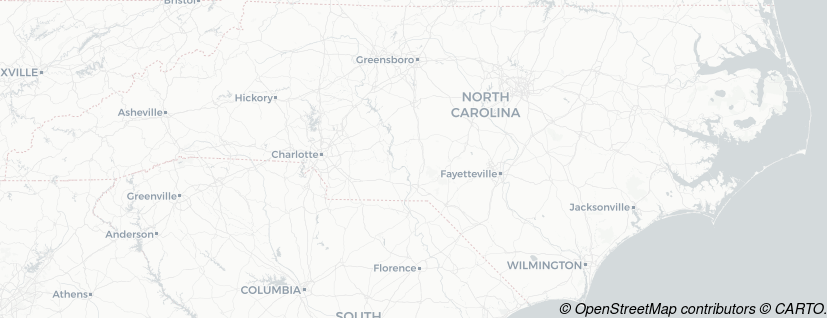 Bristol
XVILLE
Greensboro
Hickory
NORTH
CAROLINA
Asheville
Charlotte
Fayetteville
Greenville
Jacksonville
Anderson
Florence
WILMINGTON
COLUMBIA
Athens
SOUTH
© OpenStreetMap contributors © CARTO.